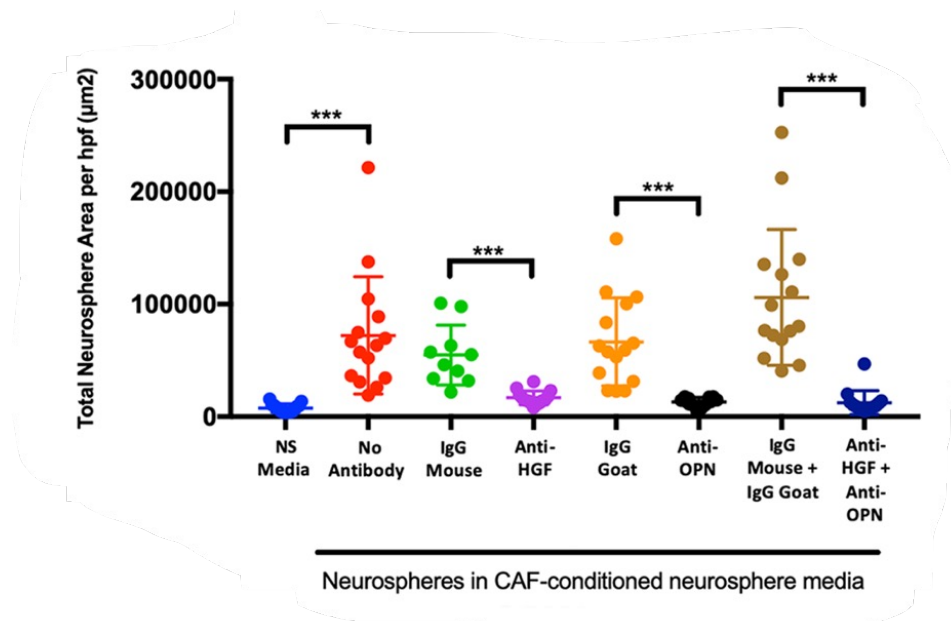 Total Neurosphere Area per hpf (µm2)
300000
200000
100000
0
***
***
***
***
NS
Media
No
Antibody
IgG
Mouse
Anti-
HGF
IgG
Goat
Anti-
OPN
IgG
Mouse +
IgG Goat
Anti-
HGF +
Anti-
OPN
Neurospheres in CAF-conditioned neurosphere media